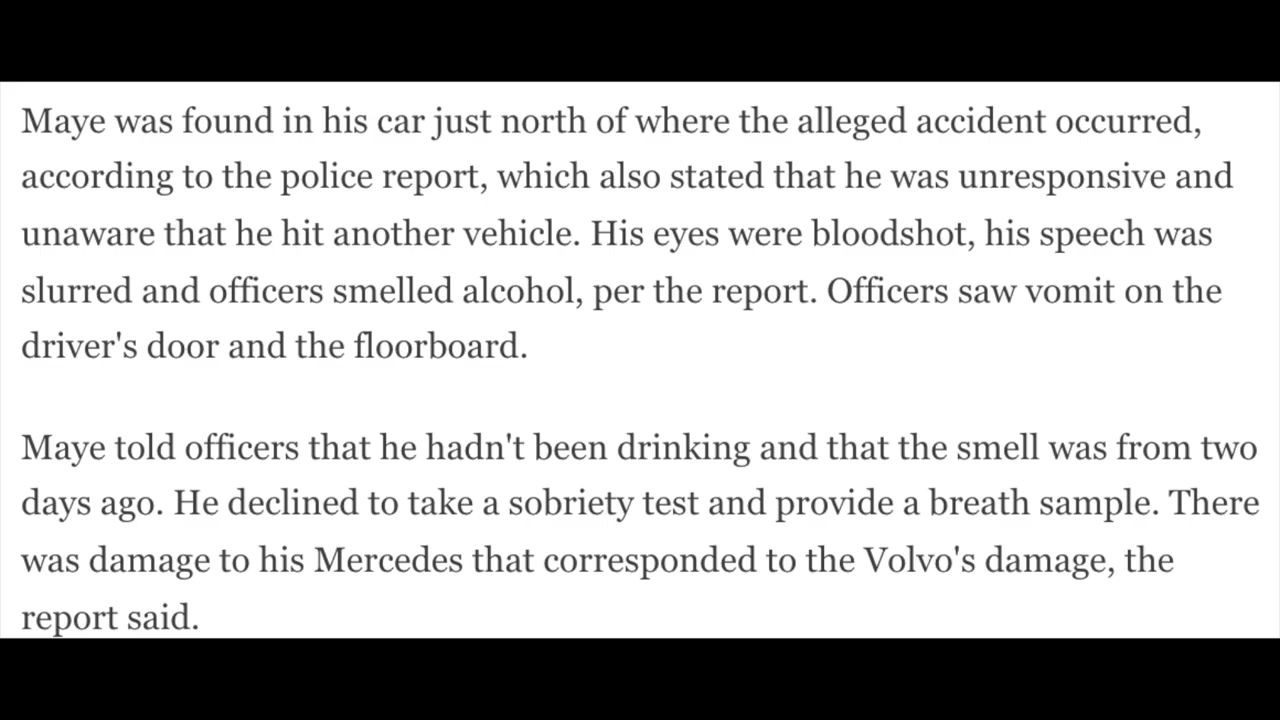 Maye was found in his car just north of where the alleged accident occurred,
according to the police report, which also stated that he was unresponsive and
unaware that he hit another vehicle. His eyes were bloodshot, his speech was
slurred and officers smelled alcohol, per the report. Officers saw vomit on the
driver's door and the floorboard.
Maye told officers that he hadn't been drinking and that the smell was from two
days ago. He declined to take a sobriety test and provide a breath sample. There
was damage to his Mercedes that corresponded to the Volvo's damage, the
report said.